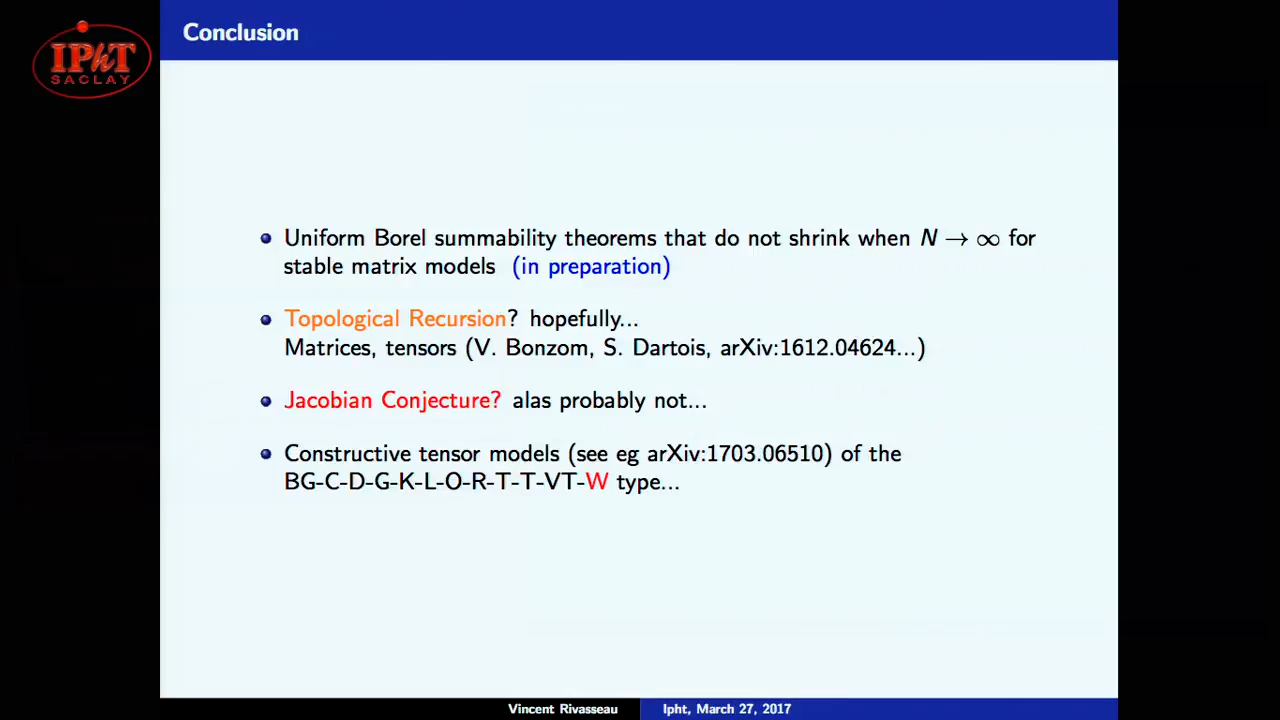 IPhT
SACLAY
Conclusion
Uniform Borel summability theorems that do not shrink when N → ∞ for
stable matrix models (in preparation)
Topological Recursion? hopefully...
Matrices, tensors (V. Bonzom, S. Dartois, arXiv:1612.04624...)
Jacobian Conjecture? alas probably not...
Constructive tensor models (see eg arXiv:1703.06510) of the
BG-C-D-G-K-L-O-R-T-T-VT-W type...
Vincent Rivasseau
Ipht, March 27, 2017